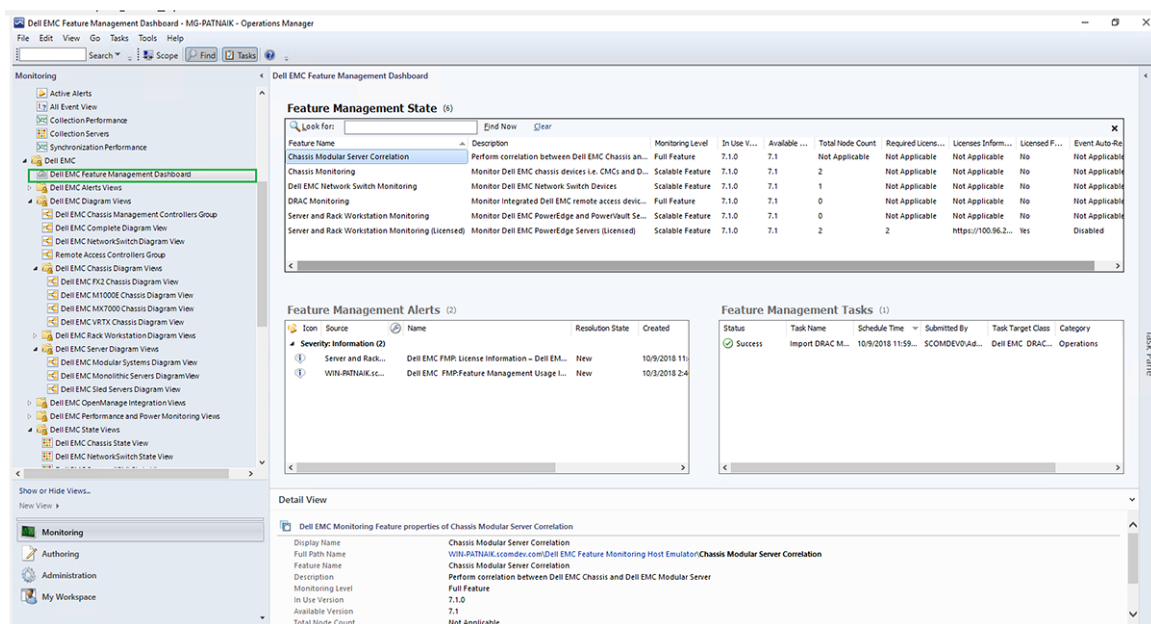 Dell EMC Feature Management Dashboard - MG-PATNAIK - Operations Manager
File Edit View Go Tasks Tools Help
Search Scope Find Tasks
Monitoring
Active Alerts
All Event View
Collection Performance
Collection Servers
Synchronization Performance
Dell EMC
Dell EMC Feature Management Dashboard
Dell EMC Alerts Views
Dell EMC Diagram Views
Dell EMC Chassis Management Controllers Group
Dell EMC Complete Diagram View
Dell EMC NetworkSwitch Diagram View
Remote Access Controllers Group
Dell EMC Chassis Diagram Views
Dell EMC FX2 Chassis Diagram View
Dell EMC M1000E Chassis Diagram View
Dell EMC MX7000 Chassis Diagram View
Dell EMC VRTX Chassis Diagram View
Dell EMC Rack Workstation Diagram Views
Dell EMC Server Diagram Views
Dell EMC Modular Systems Diagram View
Dell EMC Monolithic Servers DiagramView
Dell EMC Sled Servers Diagram View
Dell EMC OpenManage Integration Views
Dell EMC Performance and Power Monitoring Views
Dell EMC State Views
Dell EMC Chassis State View
Dell EMC NetworkSwitch State View
Show or Hide Views...
New View
Monitoring
Authoring
Administration
My Workspace
Dell EMC Feature Management Dashboard
Feature Management State (6)
Look for: Find Now Clear
Feature Name Description Monitoring Level In Use V... Available ... Total Node Count Required Licens... Licenses Inform... Licensed F... Event Auto-Re
Chassis Modular Server Correlation Perform correlation between Dell EMC Chassis an... Full Feature 7.1.0 7.1 Not Applicable Not Applicable Not Applicable No Not Applicable
Chassis Monitoring Monitor Dell EMC chassis devices i.e. CMCs and D... Scalable Feature 7.1.0 7.1 2 Not Applicable Not Applicable No Not Applicable
Dell EMC Network Switch Monitoring Monitor Dell EMC Network Switch Devices Scalable Feature 7.1.0 7.1 1 Not Applicable Not Applicable No Not Applicable
DRAC Monitoring Monitor Integrated Dell EMC remote access devic... Full Feature 7.1.0 7.1 0 Not Applicable Not Applicable No Not Applicable
Server and Rack Workstation Monitoring Monitor Dell EMC PowerEdge and PowerVault Se... Scalable Feature 7.1.0 7.1 0 Not Applicable Not Applicable No Not Applicable
Server and Rack Workstation Monitoring (Licensed) Monitor Dell EMC PowerEdge Servers (Licensed) Scalable Feature 7.1.0 7.1 2 2 https://100.96.2... Yes Disabled
Feature Management Alerts (2)
Icon Source Name Resolution State Created
Severity: Information (2)
Server and Rack... Dell EMC FMP: License Information – Dell EM... New 10/9/2018 11:
WIN-PATNAIK.sc... Dell EMC FMP:Feature Management Usage I... New 10/3/2018 2:4
Feature Management Tasks (1)
Status Task Name Schedule Time Submitted By Task Target Class Category
Success Import DRAC M... 10/9/2018 11:59... SCOMDEV0\Ad... Dell EMC DRAC... Operations
Detail View
Dell EMC Monitoring Feature properties of Chassis Modular Server Correlation
Display Name Chassis Modular Server Correlation
Full Path Name WIN-PATNAIK.scomdev.com\Dell EMC Feature Monitoring Host Emulator\Chassis Modular Server Correlation
Feature Name Chassis Modular Server Correlation
Description Perform correlation between Dell EMC Chassis and Dell EMC Modular Server
Monitoring Level Full Feature
In Use Version 7.1.0
Available Version 7.1
Total Node Count Not Applicable
Task Pane